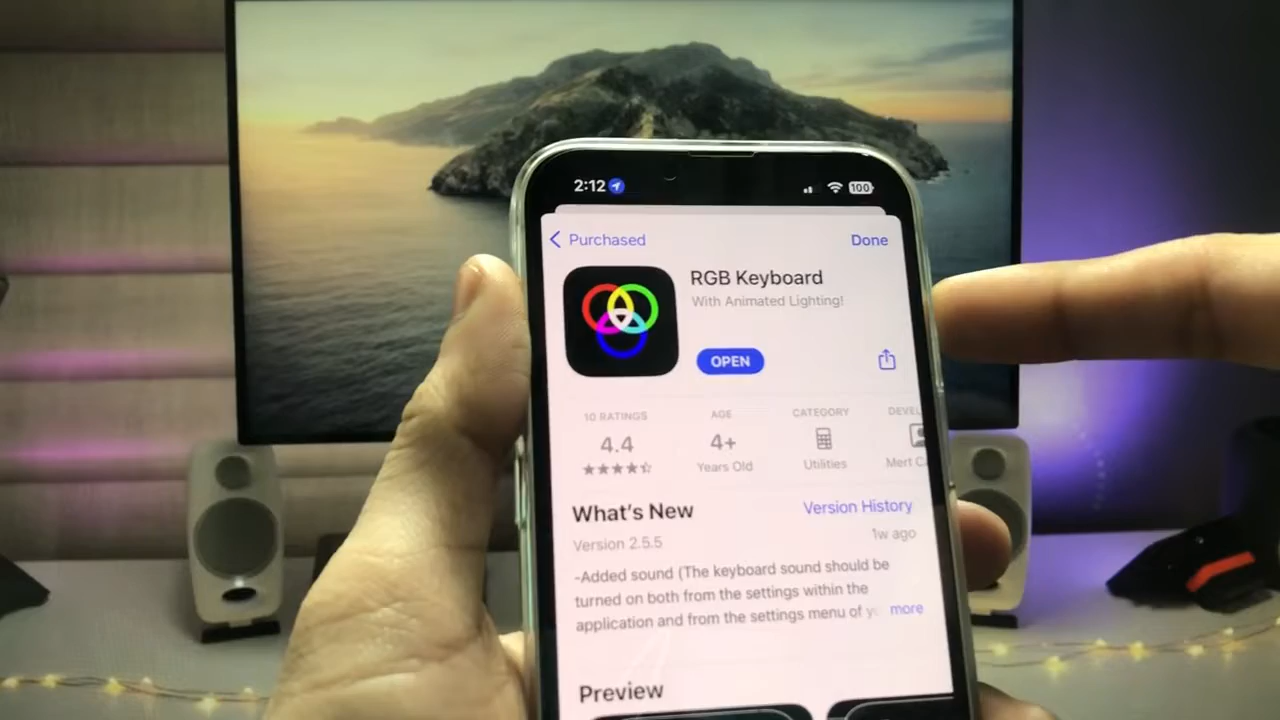 2:12
100
Purchased
Done
RGB Keyboard
With Animated Lighting!
OPEN
10 RATINGS
AGE
CATEGORY
DEVEL
4.4
4+
Years Old
Utilities
Mert C
What's New
Version History
Version 2.5.5
1w ago
-Added sound (The keyboard sound should be
turned on both from the settings within the
application and from the settings menu of y
more
Preview